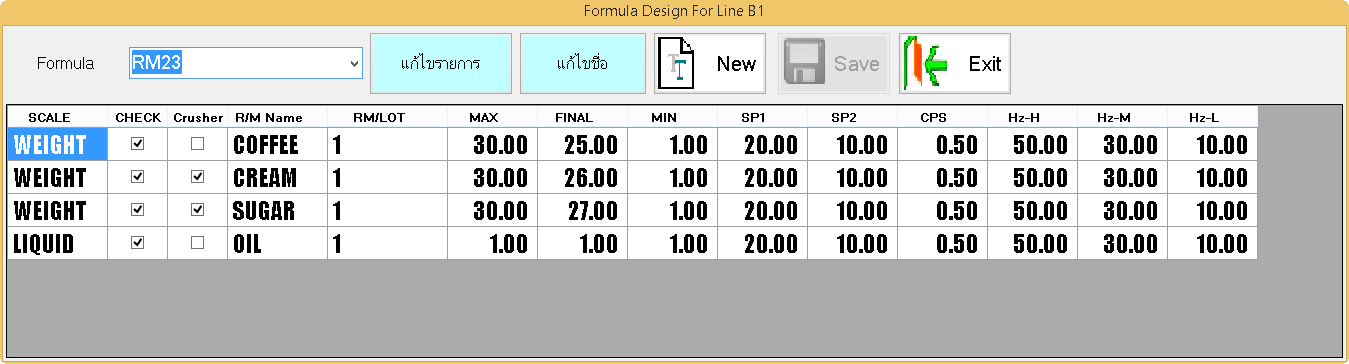 Formula Design For Line B1
Formula RM23 แก้ไขรายการ แก้ไขชื่อ New Save Exit
SCALE CHECK Crusher R/M Name RM/LOT MAX FINAL MIN SP1 SP2 CPS Hz-H Hz-M Hz-L
WEIGHT COFFEE 1 30.00 25.00 1.00 20.00 10.00 0.50 50.00 30.00 10.00
WEIGHT CREAM 1 30.00 26.00 1.00 20.00 10.00 0.50 50.00 30.00 10.00
WEIGHT SUGAR 1 30.00 27.00 1.00 20.00 10.00 0.50 50.00 30.00 10.00
LIQUID OIL 1 1.00 1.00 1.00 20.00 10.00 0.50 50.00 30.00 10.00